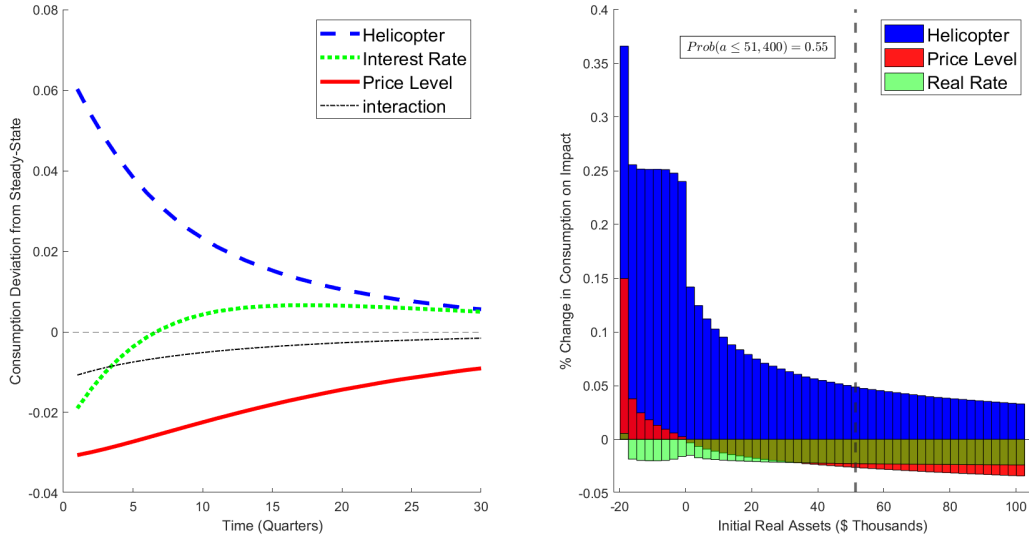 0.08
0.06
0.04
0.02
0
-0.02
-0.04
0
5
10
15
20
25
30
Consumption Deviation from Steady-State
Time (Quarters)
Helicopter
Interest Rate
Price Level
interaction
0.4
0.35
0.3
0.25
0.2
0.15
0.1
0.05
0
-0.05
-20
0
20
40
60
80
100
% Change in Consumption on Impact
Initial Real Assets ($ Thousands)
Prob(a ≤ 51,400) = 0.55
Helicopter
Price Level
Real Rate